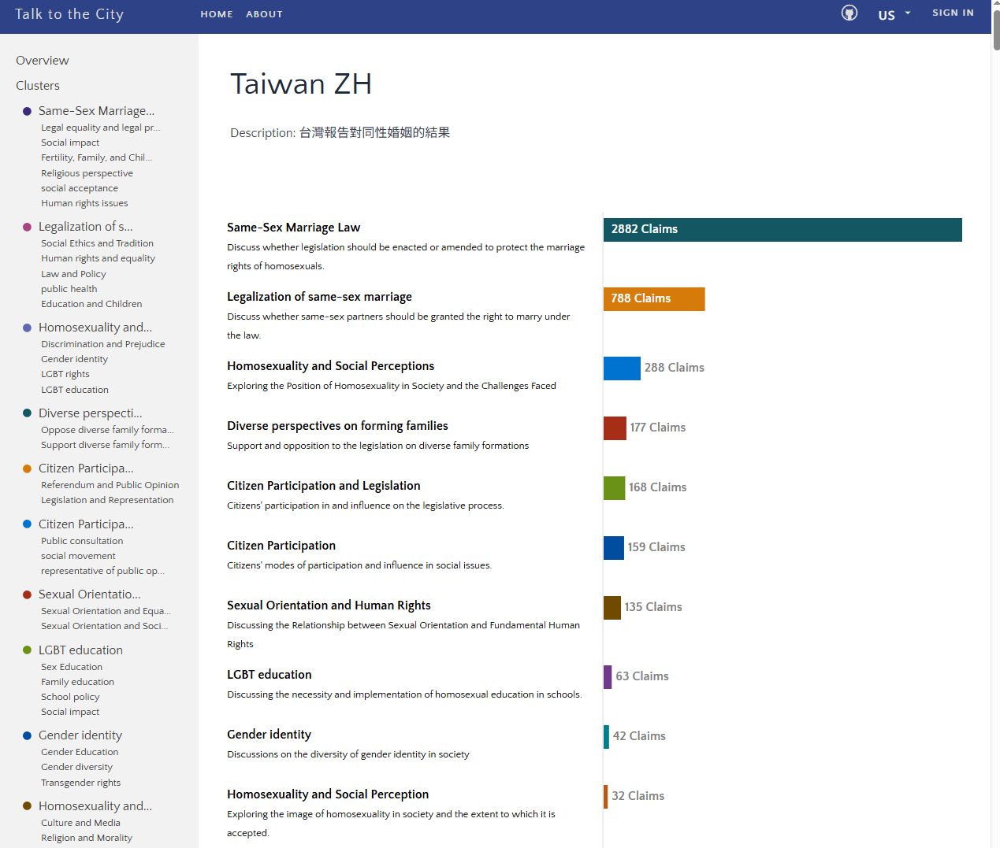 Talk to the City
HOME ABOUT
US
SIGN IN
Overview
Clusters
Same-Sex Marriage...
Legal equality and legal pr...
Social impact
Fertility, Family, and Chil...
Religious perspective
social acceptance
Human rights issues
Legalization of s...
Social Ethics and Tradition
Human rights and equality
Law and Policy
public health
Education and Children
Homosexuality and...
Discrimination and Prejudice
Gender identity
LGBT rights
LGBT education
Diverse perspecti...
Oppose diverse family forma...
Support diverse family form...
Citizen Participa...
Referendum and Public Opinion
Legislation and Representation
Citizen Participa...
Public consultation
social movement
representative of public op...
Sexual Orientatio...
Sexual Orientation and Equa...
Sexual Orientation and Soci...
LGBT education
Sex Education
Family education
School policy
Social impact
Gender identity
Gender Education
Gender diversity
Transgender rights
Homosexuality and...
Culture and Media
Religion and Morality
Taiwan ZH
Description: 台灣報告對同性婚姻的結果
Same-Sex Marriage Law
Discuss whether legislation should be enacted or amended to protect the marriage
rights of homosexuals.
2882 Claims
Legalization of same-sex marriage
Discuss whether same-sex partners should be granted the right to marry under
the law.
788 Claims
Homosexuality and Social Perceptions
Exploring the Position of Homosexuality in Society and the Challenges Faced
288 Claims
Diverse perspectives on forming families
Support and opposition to the legislation on diverse family formations
177 Claims
Citizen Participation and Legislation
Citizens' participation in and influence on the legislative process.
168 Claims
Citizen Participation
Citizens' modes of participation and influence in social issues.
159 Claims
Sexual Orientation and Human Rights
Discussing the Relationship between Sexual Orientation and Fundamental Human
Rights
135 Claims
LGBT education
Discussing the necessity and implementation of homosexual education in schools.
63 Claims
Gender identity
Discussions on the diversity of gender identity in society
42 Claims
Homosexuality and Social Perception
Exploring the image of homosexuality in society and the extent to which it is
accepted.
32 Claims